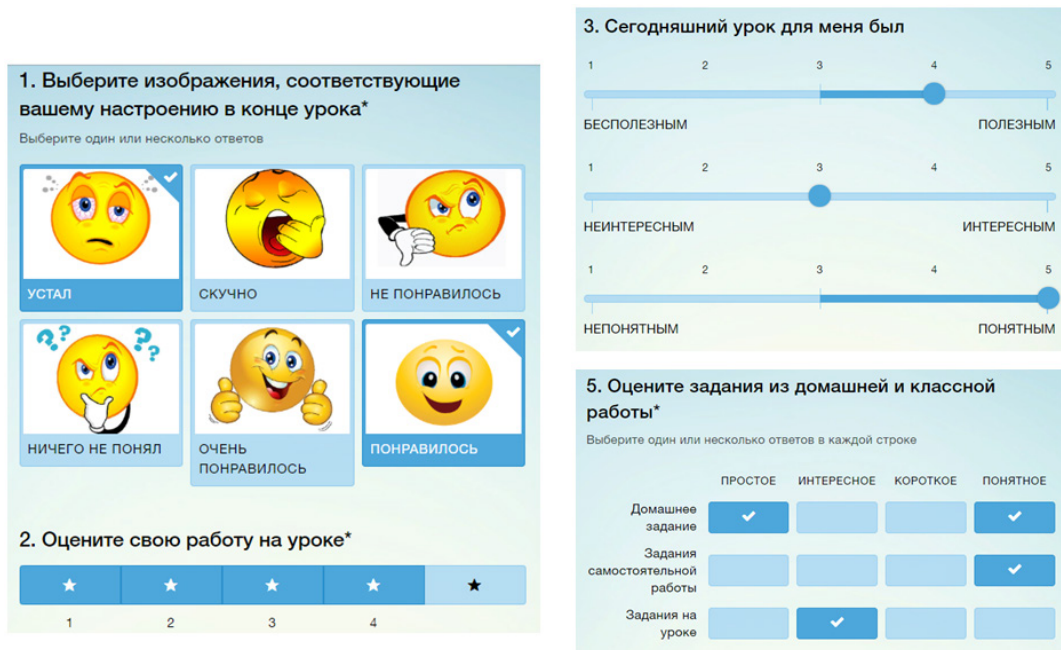 1. Выберите изображения, соответствующие
вашему настроению в конце урока*
Выберите один или несколько ответов
УСТАЛ
СКУЧНО
НЕ ПОНРАВИЛОСЬ
НИЧЕГО НЕ ПОНЯЛ
ОЧЕНЬ
ПОНРАВИЛОСЬ
ПОНРАВИЛОСЬ
2. Оцените свою работу на уроке*
1 2 3 4
3. Сегодняшний урок для меня был
1 2 3 4 5
БЕСПОЛЕЗНЫМ ПОЛЕЗНЫМ
1 2 3 4 5
НЕИНТЕРЕСНЫМ ИНТЕРЕСНЫМ
1 2 3 4 5
НЕПОНЯТНЫМ ПОНЯТНЫМ
5. Оцените задания из домашней и классной
работы*
Выберите один или несколько ответов в каждой строке
ПРОСТОЕ ИНТЕРЕСНОЕ КОРОТКОЕ ПОНЯТНОЕ
Домашнее
задание
Задания
самостоятельной
работы
Задания на
уроке